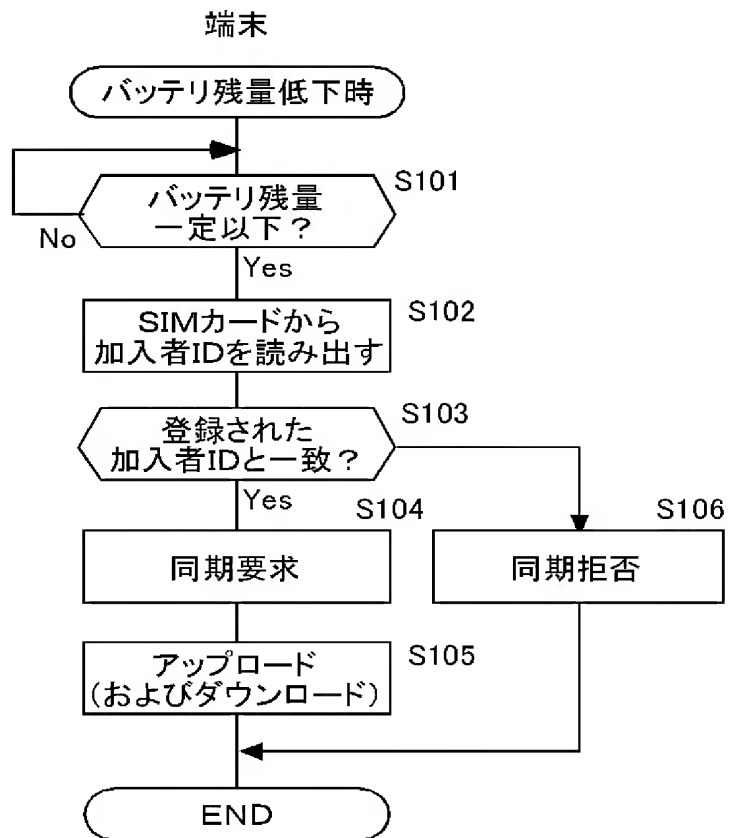 端末
バッテリ残量低下時
S101
バッテリ残量
一定以下？
No
Yes
S102
SIMカードから
加入者IDを読み出す
S103
登録された
加入者IDと一致？
Yes
S104
同期要求
S106
同期拒否
S105
アップロード
(およびダウンロード)
END